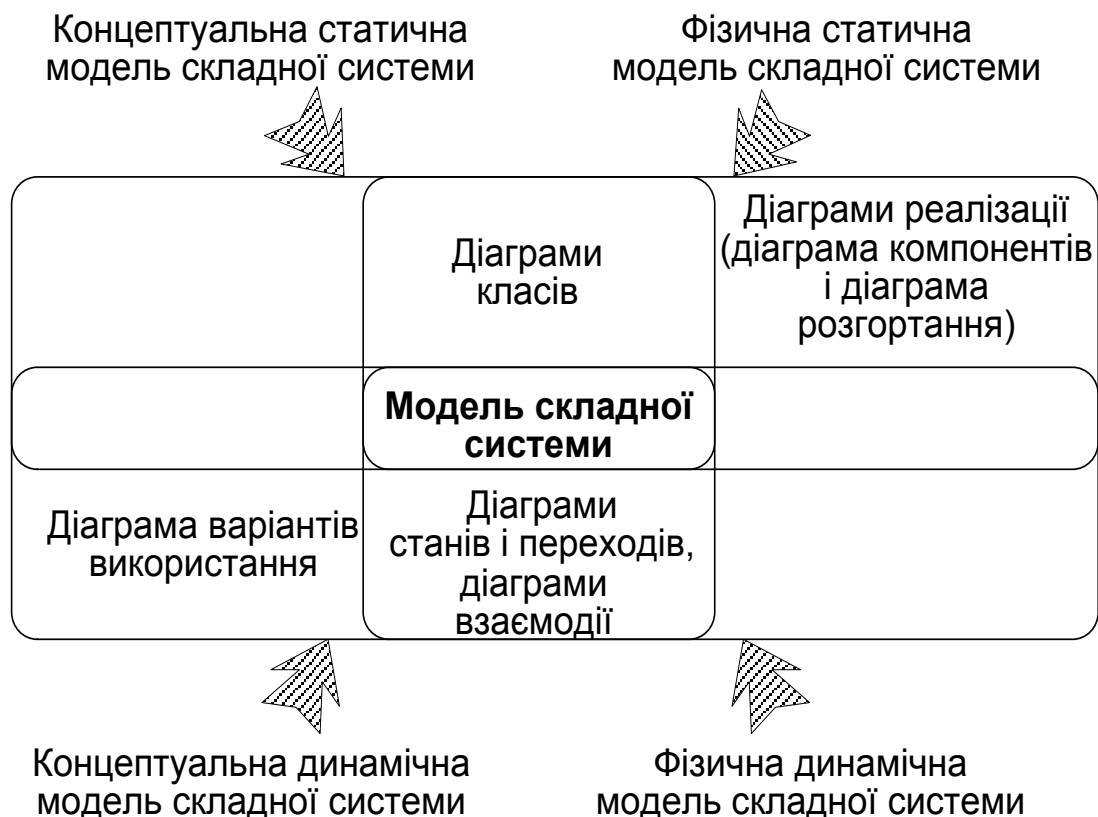 Концептуальна статична
модель складної системи
Фізична статична
модель складної системи
Діаграми
класів
Діаграми реалізації
(діаграма компонентів
і діаграма
розгортання)
Модель складної
системи
Діаграма варіантів
використання
Діаграми
станів і переходів,
діаграми
взаємодії
Концептуальна динамічна
модель складної системи
Фізична динамічна
модель складної системи